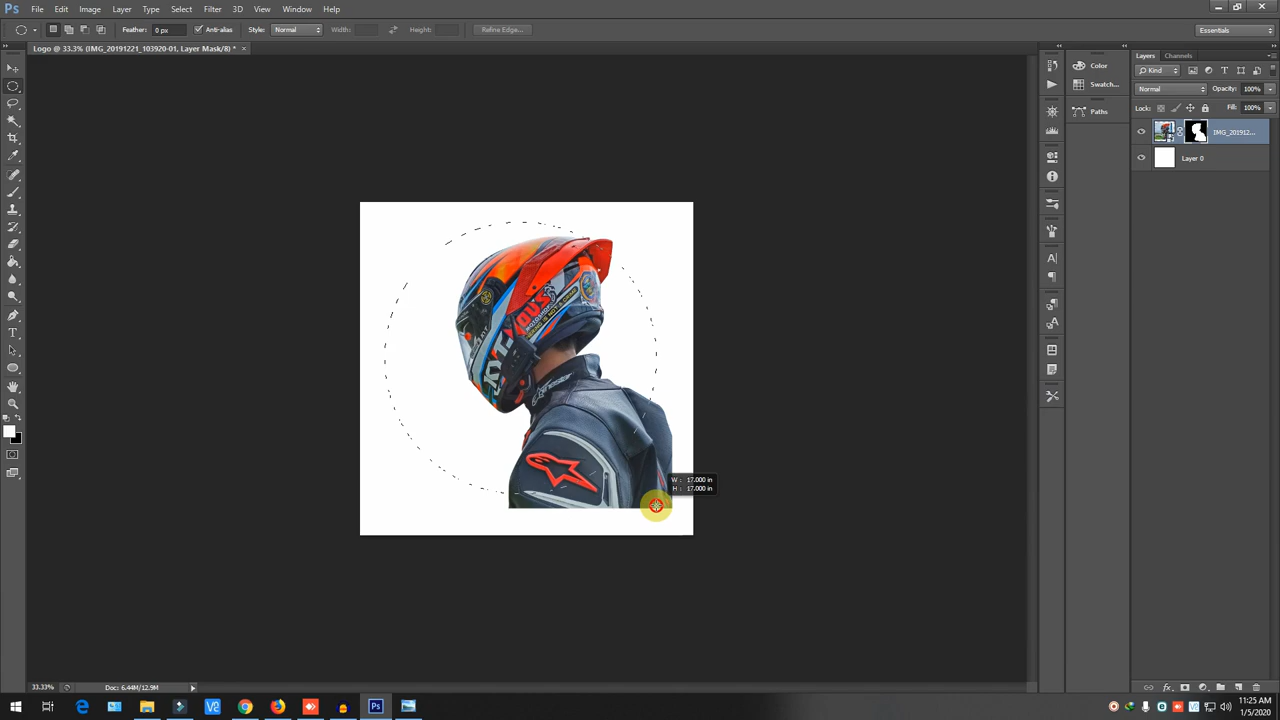 Ps File Edit Image Layer Type Select Filter 3D View Window Help
Feather: 0 px Anti-alias Style: Normal Width: Height: Refine Edge... Essentials
Logo @ 33.3% (IMG_20191221_103920-01, Layer Mask/8) * ×
Layers Channels
Color
Kind
Swatch...
Normal Opacity: 100%
Paths
Lock: Fill: 100%
IMG_201912...
Layer 0
KYT
W : 17.000 in
H : 17.000 in
33.33% Doc: 6.44M/12.9M
11:25 AM
1/5/2020